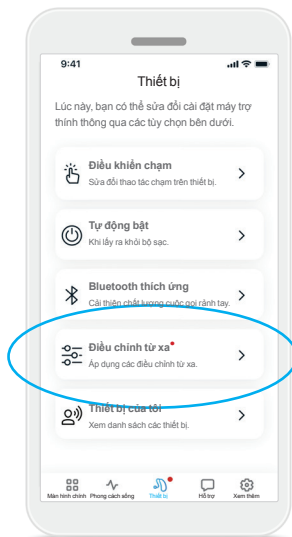 9:41
Thiết bị
Lúc này, bạn có thể sửa đổi cài đặt máy trợ
thính thông qua các tùy chọn bên dưới.
Điều khiển chạm
Sửa đổi thao tác chạm trên thiết bị.
Tự động bật
Khi lấy ra khỏi bộ sạc.
Bluetooth thích ứng
Cải thiện chất lượng cuộc gọi rảnh tay.
Điều chỉnh từ xa
Áp dụng các điều chỉnh từ xa.
Thiết bị của tôi
Xem danh sách các thiết bị.
Màn hình chính Phong cách sống Thiết bị Hỗ trợ Xem thêm